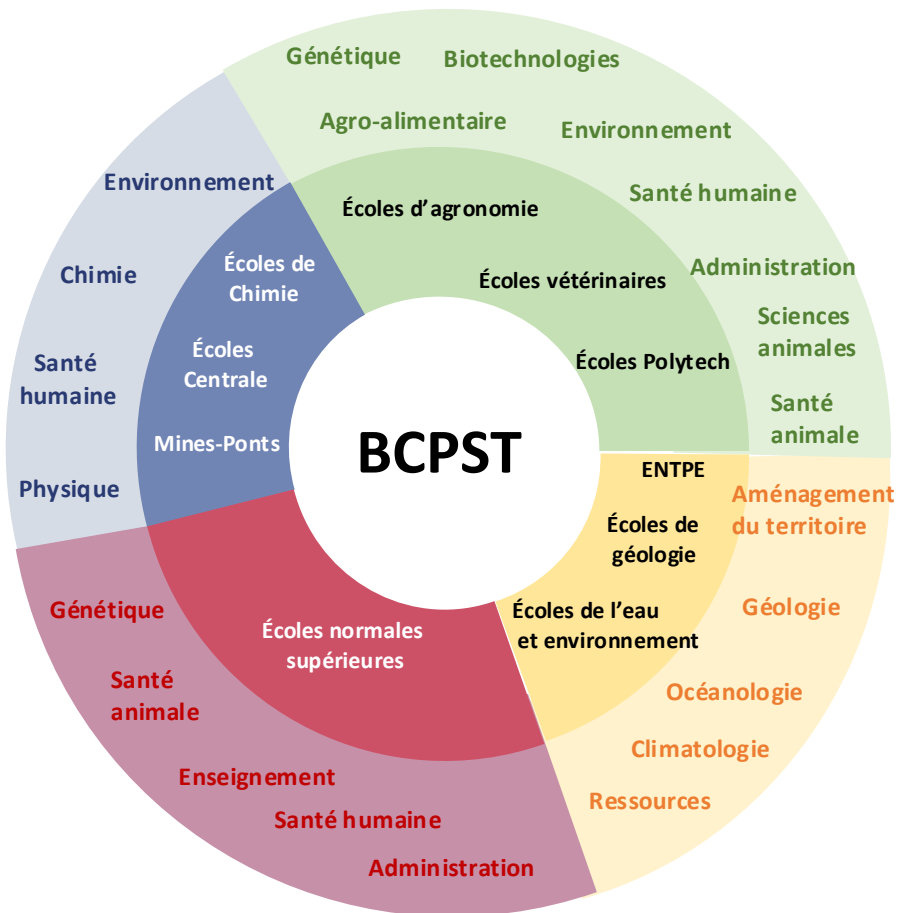 Génétique
Biotechnologies
Agro-alimentaire
Environnement
Santé humaine
Administration
Sciences
animales
Santé
animale
Écoles d’agronomie
Écoles vétérinaires
Écoles Polytech
Environnement
Chimie
Santé
humaine
Physique
Écoles de
Chimie
Écoles
Centrale
Mines-Ponts
BCPST
ENTPE
Écoles de
géologie
Écoles de l’eau
et environnement
Aménagement
du territoire
Géologie
Océanologie
Climatologie
Ressources
Écoles normales
supérieures
Génétique
Santé
animale
Enseignement
Santé humaine
Administration